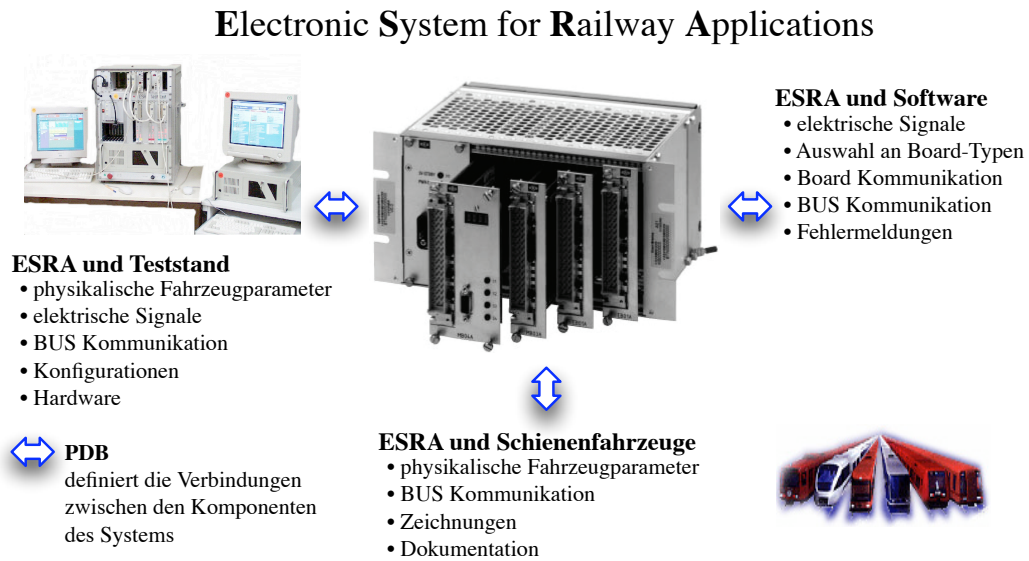 Electronic System for Railway Applications
ESRA und Software
• elektrische Signale
• Auswahl an Board-Typen
• Board Kommunikation
• BUS Kommunikation
• Fehlermeldungen
ESRA und Teststand
• physikalische Fahrzeugparameter
• elektrische Signale
• BUS Kommunikation
• Konfigurationen
• Hardware
PDB
definiert die Verbindungen
zwischen den Komponenten
des Systems
ESRA und Schienenfahrzeuge
• physikalische Fahrzeugparameter
• BUS Kommunikation
• Zeichnungen
• Dokumentation